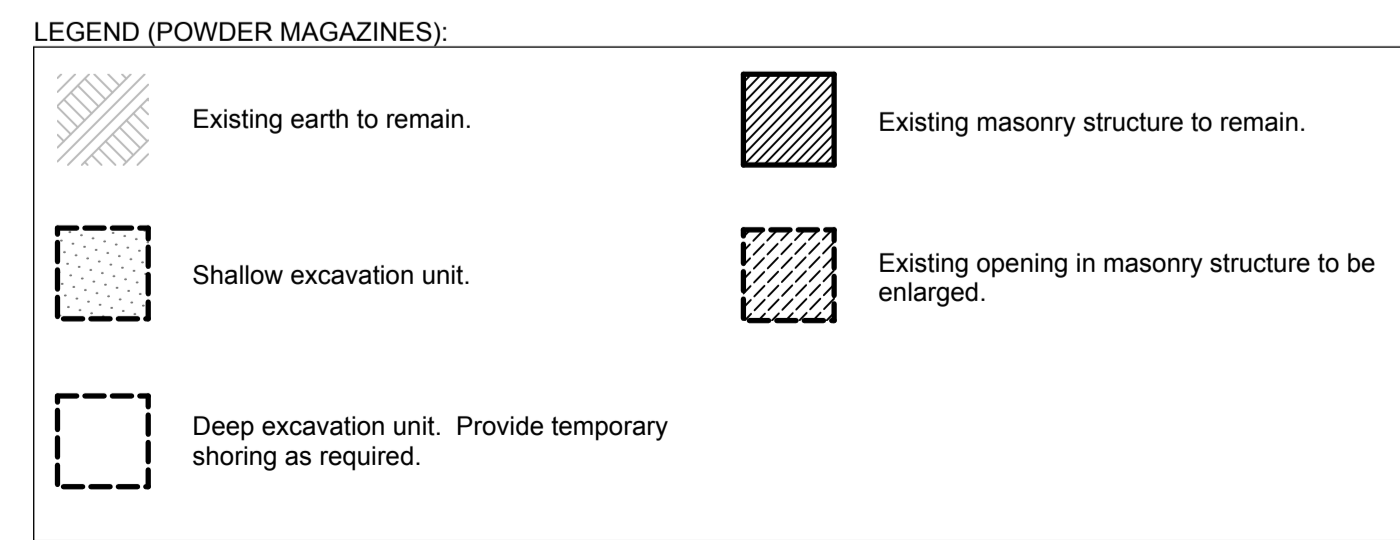 LEGEND (POWDER MAGAZINES):
Existing earth to remain.
Existing masonry structure to remain.
Shallow excavation unit.
Existing opening in masonry structure to be
enlarged.
Deep excavation unit.  Provide temporary
shoring as required.